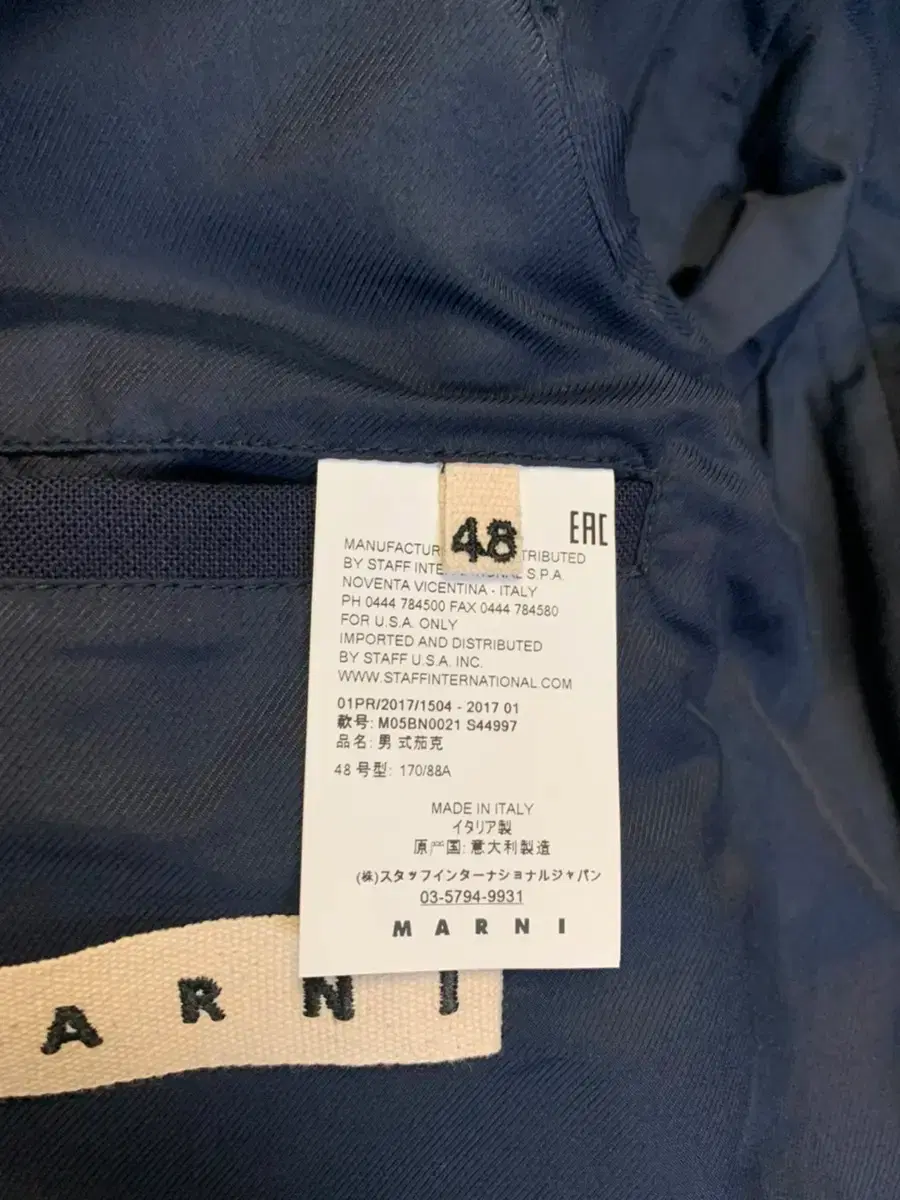 48
EAC
MANUFACTUR TRIBUTED
BY STAFF INTE S.P.A.
NOVENTA VICENTINA - ITALY
PH 0444 784500 FAX 0444 784580
FOR U.S.A. ONLY
IMPORTED AND DISTRIBUTED
BY STAFF U.S.A. INC.
WWW.STAFFINTERNATIONAL.COM
01PR/2017/1504 - 2017 01
款号: M05BN0021 S44997
品名: 男 式茄克
48 号型: 170/88A
MADE IN ITALY
イタリア製
原产国: 意大利製造
(株)スタッフインターナショナルジャパン
03-5794-9931
MARNI
ARNI